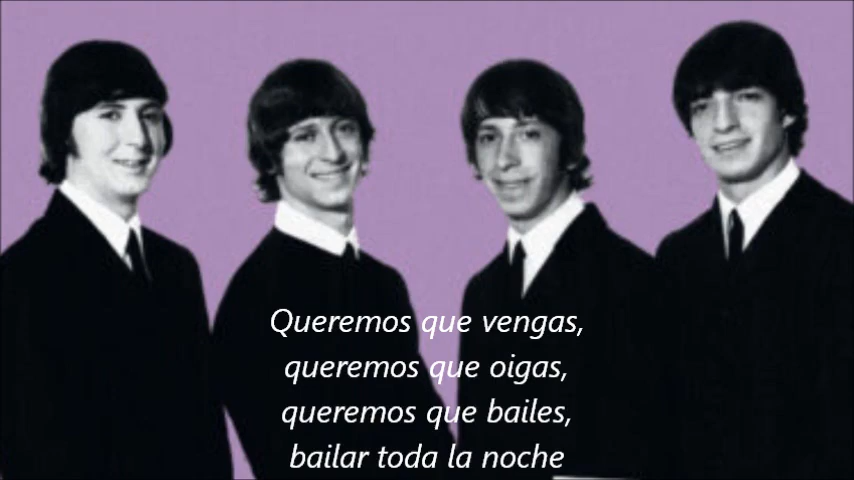 Queremos que vengas,
queremos que oigas,
queremos que bailes,
bailar toda la noche